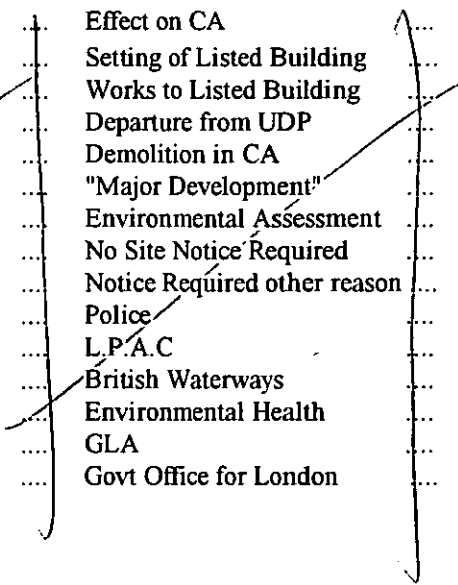 .... Effect on CA ....
.... Setting of Listed Building ....
.... Works to Listed Building ....
.... Departure from UDP ....
.... Demolition in CA ....
.... "Major Development" ....
.... Environmental Assessment ....
.... No Site Notice Required ....
.... Notice Required other reason ....
.... Police ....
.... L.P.A.C ....
.... British Waterways ....
.... Environmental Health ....
.... GLA ....
.... Govt Office for London ....